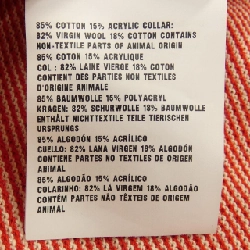 85% COTTON 15% ACRYLIC COLLAR:
82% VIRGIN WOOL 18% COTTON CONTAINS
NON-TEXTILE PARTS OF ANIMAL ORIGIN
85% COTON 15% ACRYLIQUE
COL : 82% LAINE VIERGE 18% COTON
CONTIENT DES PARTIES NON TEXTILES
D'ORIGINE ANIMALE
85% BAUMWOLLE 15% POLYACRYL
KRAGEN: 82% SCHURWOLLE 18% BAUMWOLLE
ENTHÄLT NICHTTEXTILE TEILE TIERISCHEN
URSPRUNGS
85% ALGODÓN 15% ACRÍLICO
CUELLO: 82% LANA VIRGEN 18% ALGODÓN
CONTIENE PARTES NO TEXTILES DE ORIGEN
ANIMAL
85% ALGODÃO 15% ACRÍLICO
COLARINHO: 82% LÃ VIRGEM 18% ALGODÃO
CONTÉM PARTES NÃO TÊXTEIS DE ORIGEM
ANIMAL